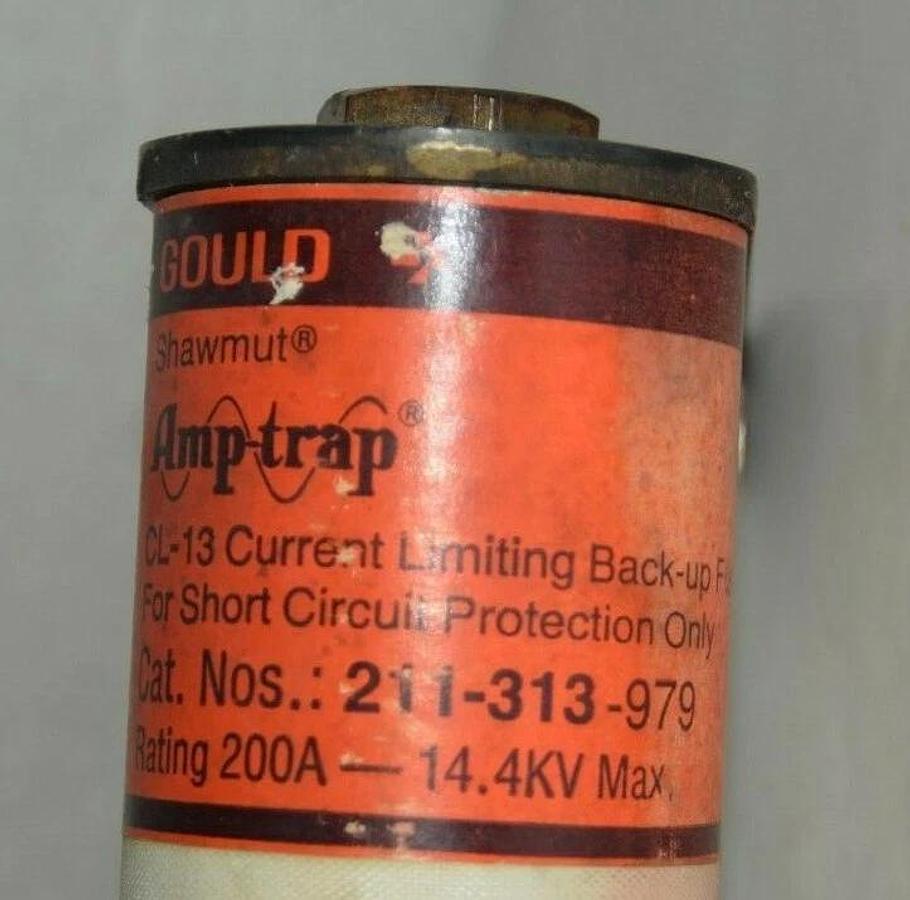 GOULD
Shawmut®
Amp-trap®
CL-13 Current Limiting Back-up
For Short Circuit Protection Only
Cat. Nos.: 211-313-979
Rating 200A — 14.4KV Max.